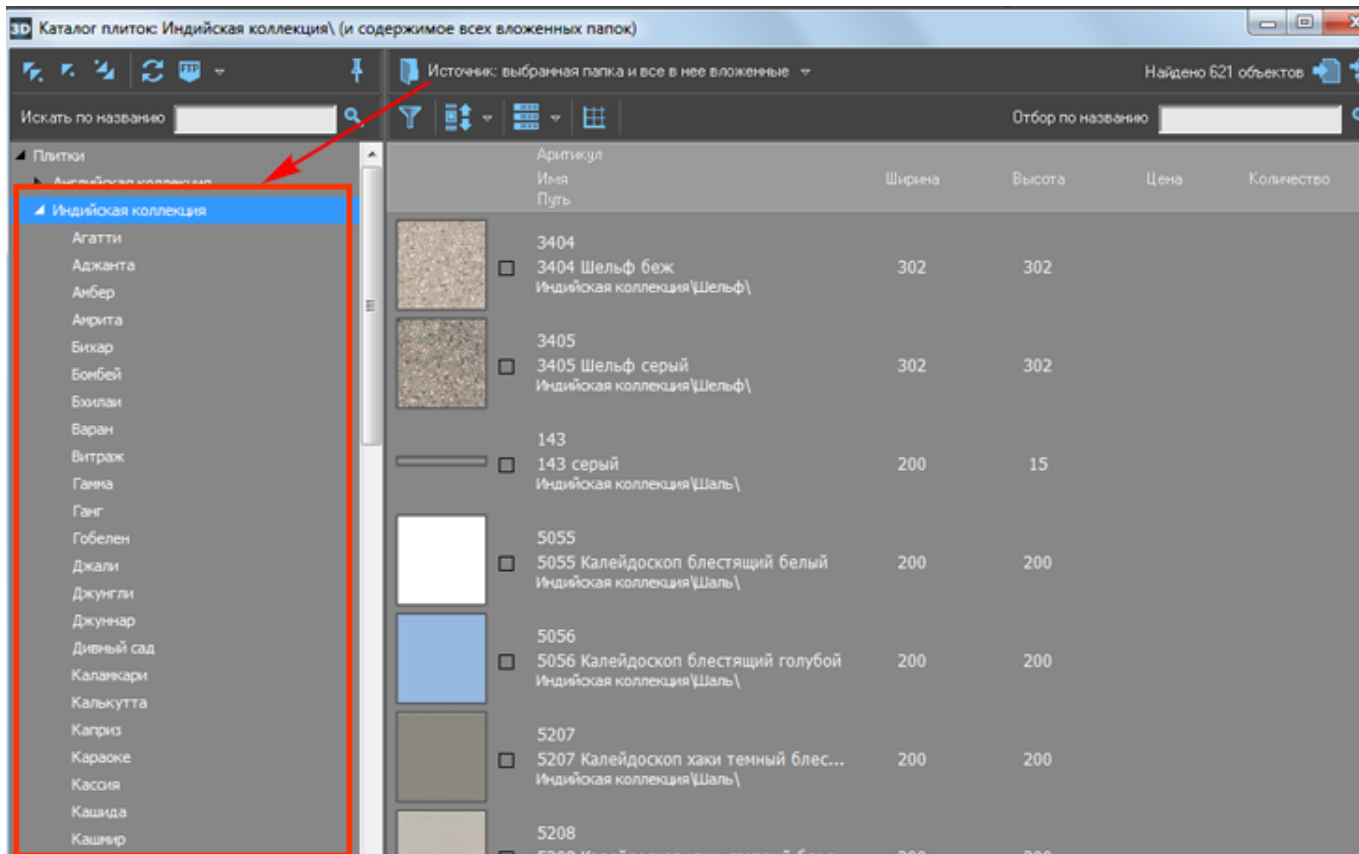 3D Каталог плиток: Индийская коллекция\ (и содержимое всех вложенных папок)
FTP
Источник: выбранная папка и все в нее вложенные
Найдено 621 объектов
Искать по названию
Отбор по названию
Плитки
Английская коллекция
Индийская коллекция
Агатти
Аджанта
Амбер
Амрита
Бихар
Бомбей
Бхилаи
Варан
Витраж
Гамма
Ганг
Гобелен
Джали
Джунгли
Джуннар
Дивный сад
Каламкари
Калькутта
Каприз
Караоке
Кассия
Кашида
Кашмир
Аритикул
Имя
Путь
Ширина
Высота
Цена
Количество
3404
3404 Шельф беж 302 302
Индийская коллекция\Шельф\
3405
3405 Шельф серый 302 302
Индийская коллекция\Шельф\
143
143 серый 200 15
Индийская коллекция\Шаль\
5055
5055 Калейдоскоп блестящий белый 200 200
Индийская коллекция\Шаль\
5056
5056 Калейдоскоп блестящий голубой 200 200
Индийская коллекция\Шаль\
5207
5207 Калейдоскоп хаки темный блес... 200 200
Индийская коллекция\Шаль\
5208